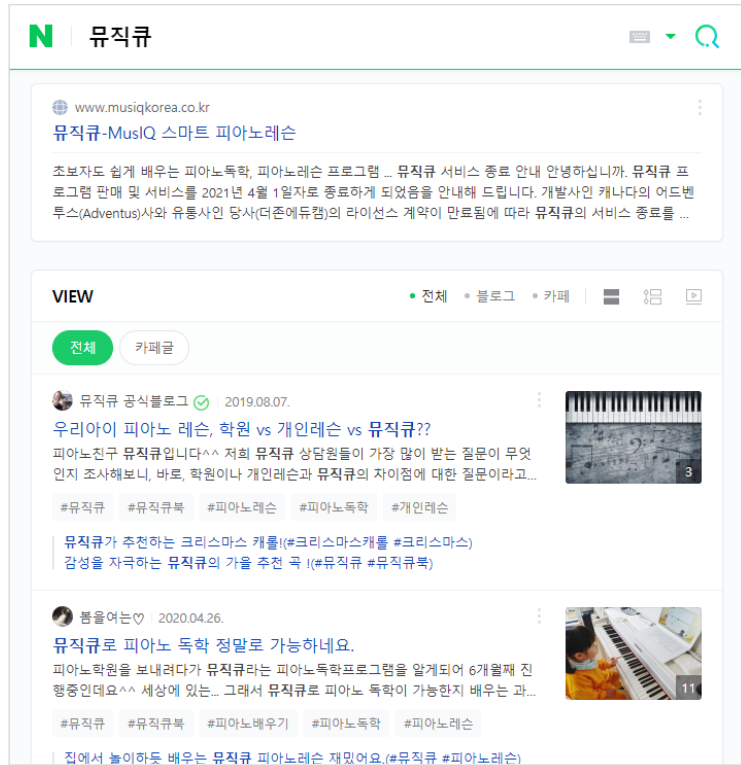 N 뮤직큐
www.musiqkorea.co.kr
뮤직큐-MusIQ 스마트 피아노레슨
초보자도 쉽게 배우는 피아노독학, 피아노레슨 프로그램 ... 뮤직큐 서비스 종료 안내 안녕하십니까. 뮤직큐 프
로그램 판매 및 서비스를 2021년 4월 1일자로 종료하게 되었음을 안내해 드립니다. 개발사인 캐나다의 어드벤
투스(Adventus)사와 유통사인 당사(더존에듀캠)의 라이선스 계약이 만료됨에 따라 뮤직큐의 서비스 종료를 ...
VIEW
전체 블로그 카페
전체 카페글
뮤직큐 공식블로그 2019.08.07.
우리아이 피아노 레슨, 학원 vs 개인레슨 vs 뮤직큐??
피아노친구 뮤직큐입니다^^ 저희 뮤직큐 상담원들이 가장 많이 받는 질문이 무엇
인지 조사해보니, 바로, 학원이나 개인레슨과 뮤직큐의 차이점에 대한 질문이라고...
3
#뮤직큐 #뮤직큐북 #피아노레슨 #피아노독학 #개인레슨
뮤직큐가 추천하는 크리스마스 캐롤!(#크리스마스캐롤 #크리스마스)
감성을 자극하는 뮤직큐의 가을 추천 곡 !(#뮤직큐 #뮤직큐북)
봄을여는♡ 2020.04.26.
뮤직큐로 피아노 독학 정말로 가능하네요.
피아노학원을 보내려다가 뮤직큐라는 피아노독학프로그램을 알게되어 6개월째 진
행중인데요^^ 세상에 있는... 그래서 뮤직큐로 피아노 독학이 가능한지 배우는 과...
11
#뮤직큐 #뮤직큐북 #피아노배우기 #피아노독학 #피아노레슨
집에서 놀이하듯 배우는 뮤직큐 피아노레슨 재밌어요.(#뮤직큐 #피아노레슨)